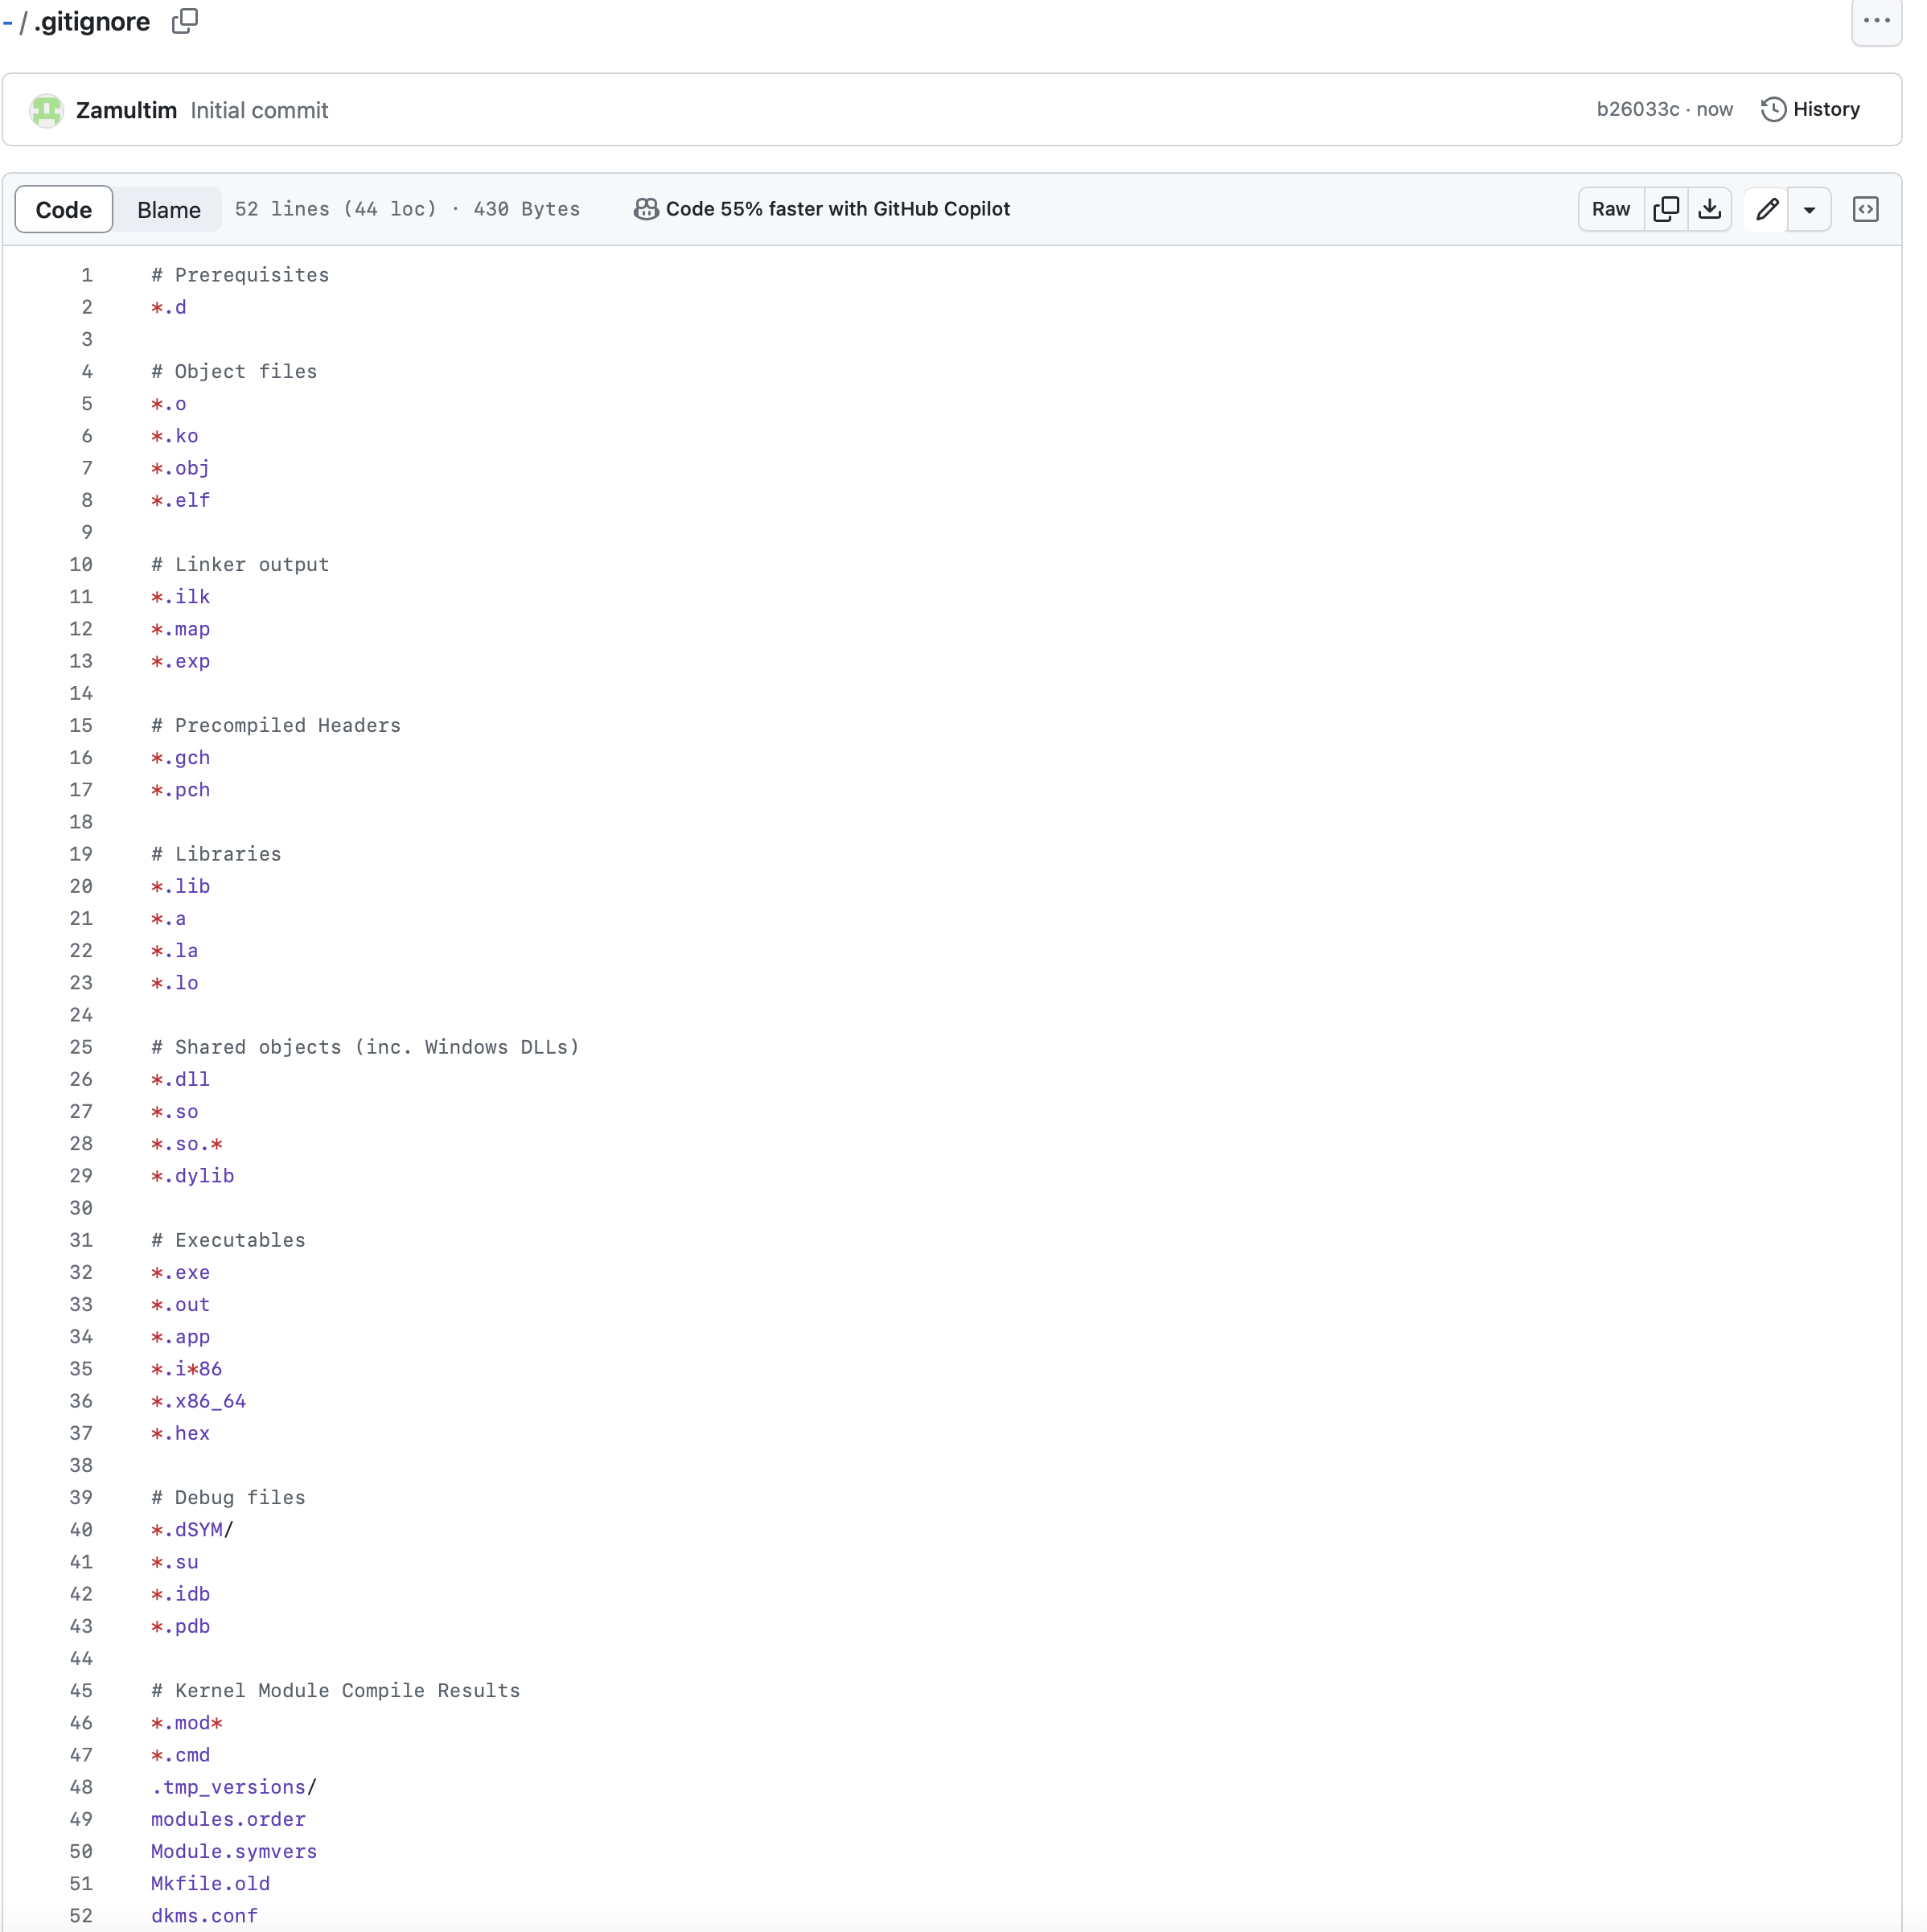 - / .gitignore
Zamultim Initial commit b26033c · now History
Code Blame 52 lines (44 loc) · 430 Bytes Code 55% faster with GitHub Copilot Raw
1 # Prerequisites
2 *.d
3
4 # Object files
5 *.o
6 *.ko
7 *.obj
8 *.elf
9
10 # Linker output
11 *.ilk
12 *.map
13 *.exp
14
15 # Precompiled Headers
16 *.gch
17 *.pch
18
19 # Libraries
20 *.lib
21 *.a
22 *.la
23 *.lo
24
25 # Shared objects (inc. Windows DLLs)
26 *.dll
27 *.so
28 *.so.*
29 *.dylib
30
31 # Executables
32 *.exe
33 *.out
34 *.app
35 *.i*86
36 *.x86_64
37 *.hex
38
39 # Debug files
40 *.dSYM/
41 *.su
42 *.idb
43 *.pdb
44
45 # Kernel Module Compile Results
46 *.mod*
47 *.cmd
48 .tmp_versions/
49 modules.order
50 Module.symvers
51 Mkfile.old
52 dkms.conf